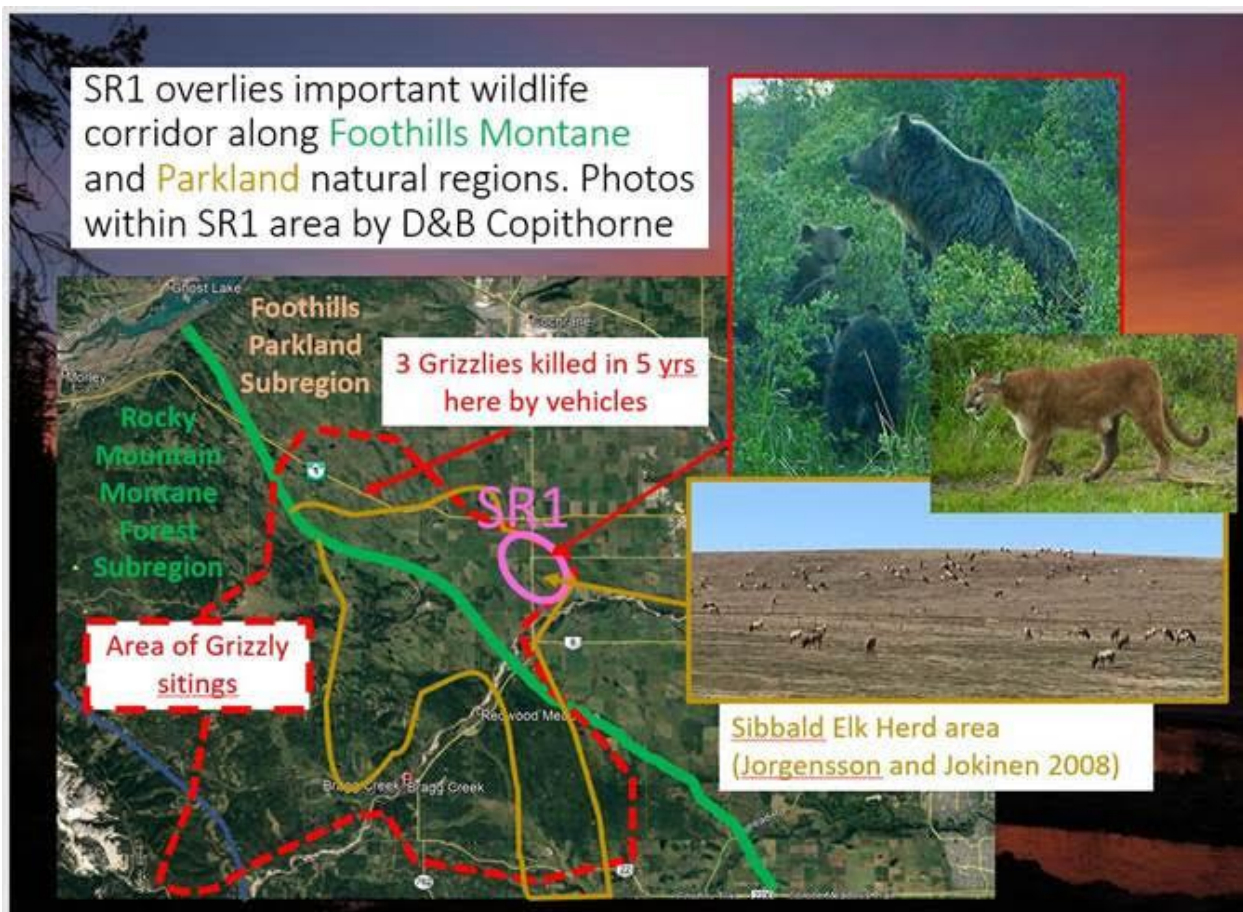 SR1 overlies important wildlife
corridor along Foothills Montane
and Parkland natural regions. Photos
within SR1 area by D&B Copithorne
Ghost Lake
Foothills
Parkland
Subregion
Cochrane
3 Grizzlies killed in 5 yrs
here by vehicles
Morley
Rocky
Mountain
Montane
Forest
Subregion
1
SR1
Area of Grizzly
sitings
8
Redwood Mea
Sibbald Elk Herd area
(Jorgensson and Jokinen 2008)
Bragg Creek
Bragg Creek
762
22
22X